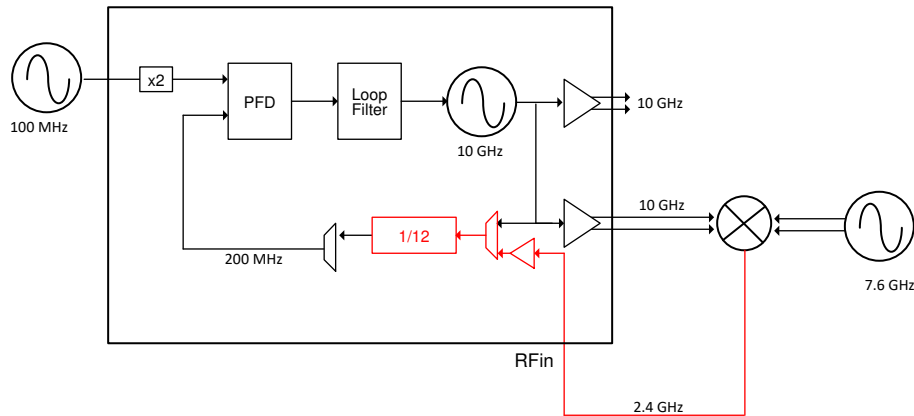 100 MHz
x2
PFD
Loop
Filter
10 GHz
10 GHz
10 GHz
7.6 GHz
200 MHz
1/12
RFin
2.4 GHz